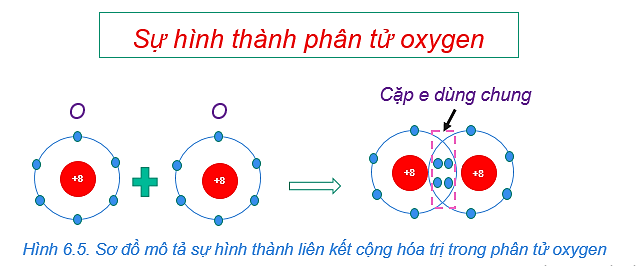 Sự hình thành phân tử oxygen
Cặp e dùng chung
O
O
+8
+8
+8
+8
Hình 6.5. Sơ đồ mô tả sự hình thành liên kết cộng hóa trị trong phân tử oxygen